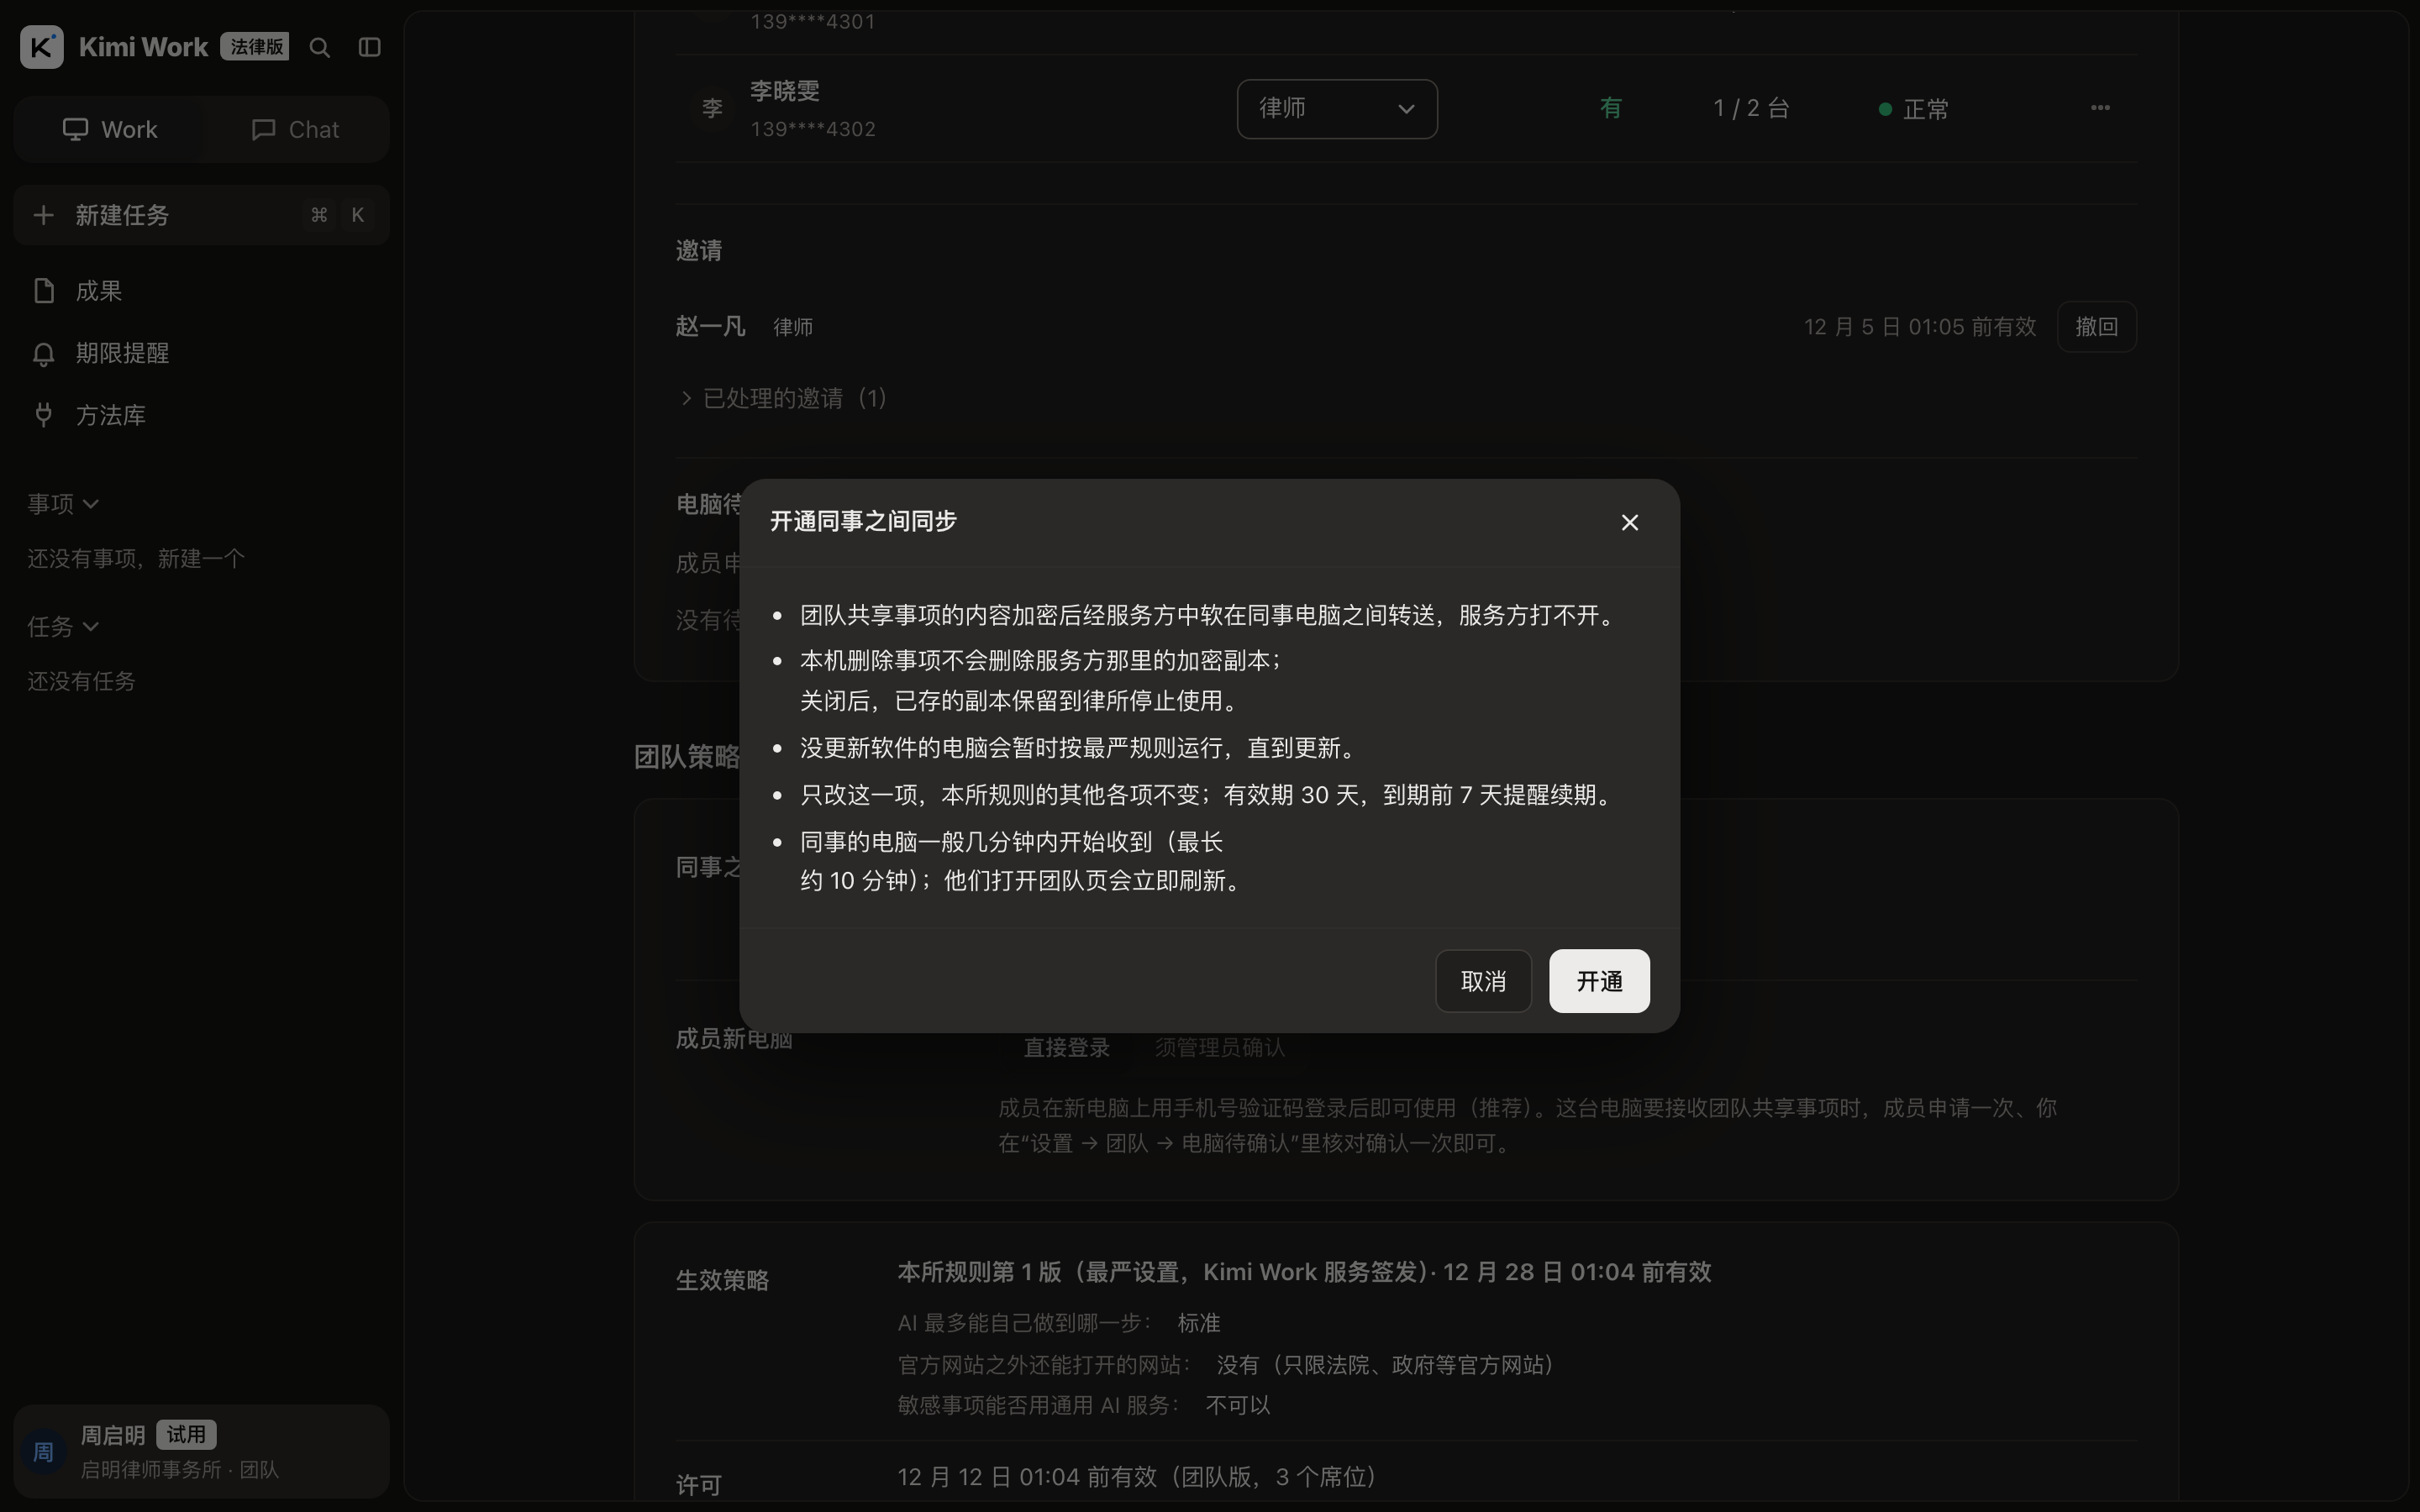 Kimi Work 法律版
Work
Chat
新建任务 ⌘ K
成果
期限提醒
方法库
事项
还没有事项，新建一个
任务
还没有任务
周 周启明 试用
启明律师事务所 · 团队
139****4301
李 李晓雯
139****4302
律师
有
1 / 2 台
正常
邀请
赵一凡 律师
12 月 5 日 01:05 前有效
撤回
已处理的邀请（1）
电脑待
成员申
没有待
开通同事之间同步
• 团队共享事项的内容加密后经服务方中软在同事电脑之间转送，服务方打不开。
• 本机删除事项不会删除服务方那里的加密副本；
关闭后，已存的副本保留到律所停止使用。
• 没更新软件的电脑会暂时按最严规则运行，直到更新。
• 只改这一项，本所规则的其他各项不变；有效期 30 天，到期前 7 天提醒续期。
• 同事的电脑一般几分钟内开始收到（最长
约 10 分钟）；他们打开团队页会立即刷新。
取消
开通
团队策略
同事之
成员新电脑
直接登录
须管理员确认
成员在新电脑上用手机号验证码登录后即可使用（推荐）。这台电脑要接收团队共享事项时，成员申请一次、你
在“设置 → 团队 → 电脑待确认”里核对确认一次即可。
生效策略
本所规则第 1 版（最严设置，Kimi Work 服务签发）· 12 月 28 日 01:04 前有效
AI 最多能自己做到哪一步： 标准
官方网站之外还能打开的网站： 没有（只限法院、政府等官方网站）
敏感事项能否用通用 AI 服务： 不可以
许可
12 月 12 日 01:04 前有效（团队版，3 个席位）